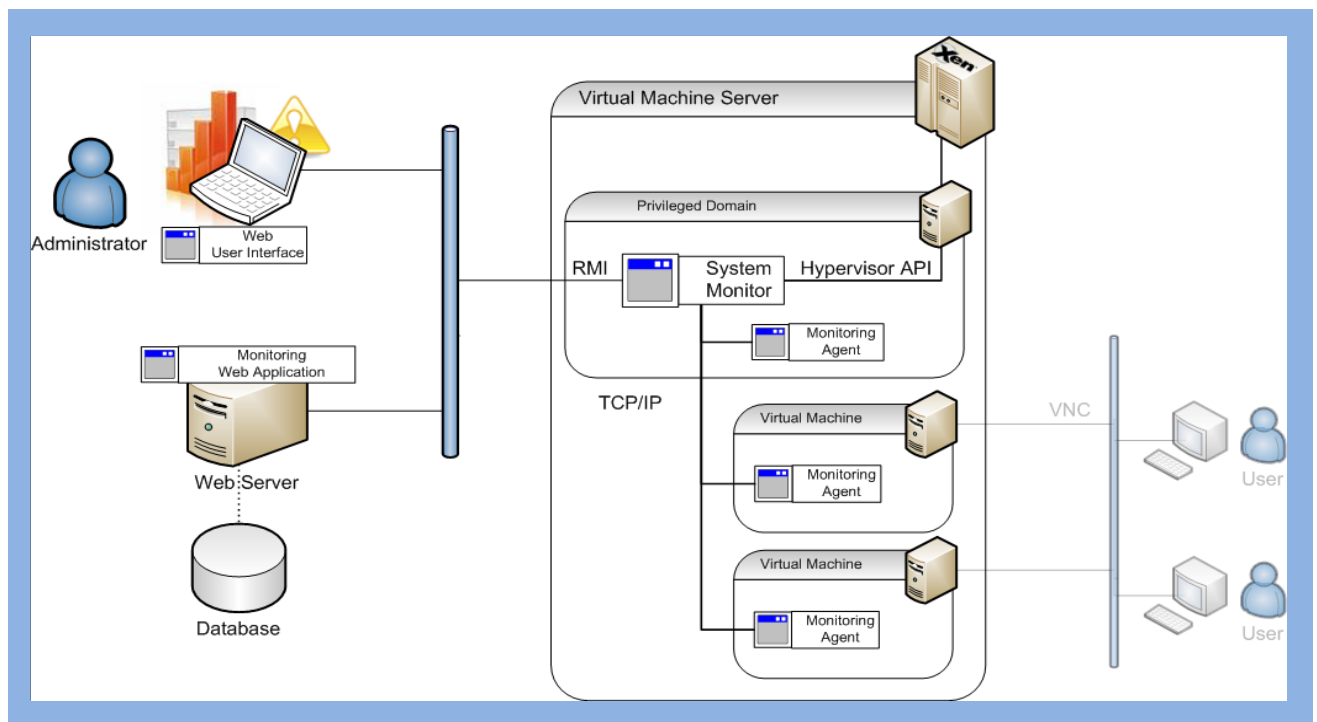 Xen
Virtual Machine Server
Administrator
Web
User Interface
Privileged Domain
RMI
System
Monitor
Hypervisor API
Monitoring
Agent
Monitoring
Web Application
Web Server
Database
TCP/IP
Virtual Machine
Monitoring
Agent
Virtual Machine
Monitoring
Agent
VNC
User
User